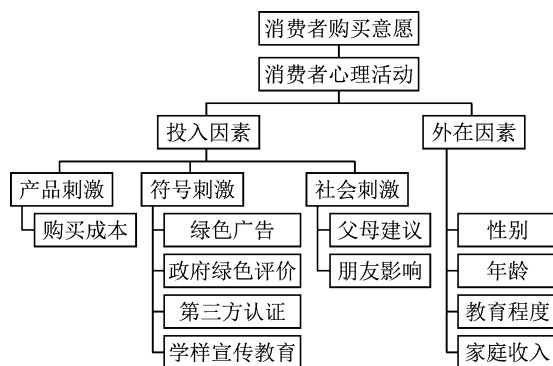 消费者购买意愿
消费者心理活动
投入因素
外在因素
产品刺激
符号刺激
社会刺激
购买成本
绿色广告
父母建议
性别
政府绿色评价
朋友影响
年龄
第三方认证
教育程度
学样宣传教育
家庭收入